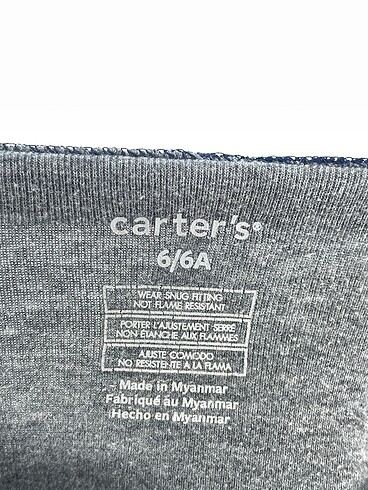 carter's®
6/6A
WEAR SNUG FITTING
NOT FLAME RESISTANT
PORTER L'AJUSTEMENT SERRÉ
NON ÉTANCHE AUX FLAMMES
AJUSTE COMODO
NO RESISTENTE A LA FLAMA
Made in Myanmar
Fabriqué au Myanmar
Hecho en Myanmar